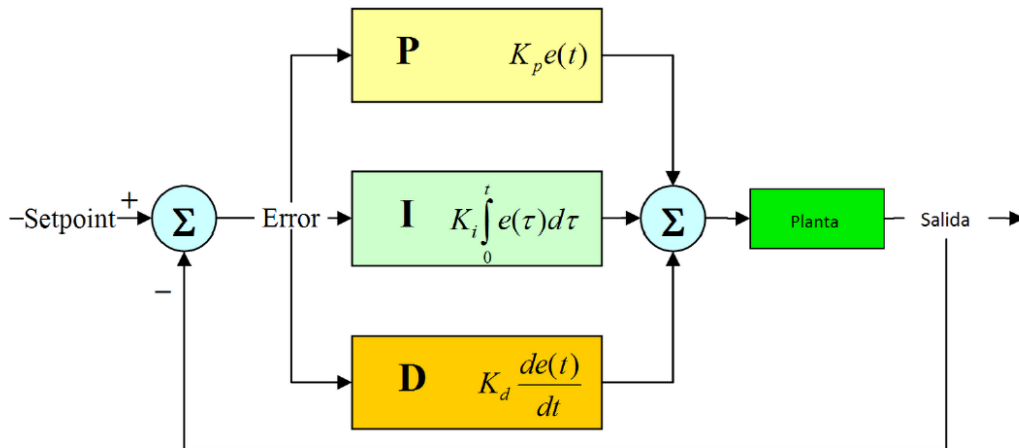 P K_p e(t)
–Setpoint + Σ Error I K_i ∫_0^t e(τ)dτ Σ Planta Salida
−
D K_d de(t)/dt